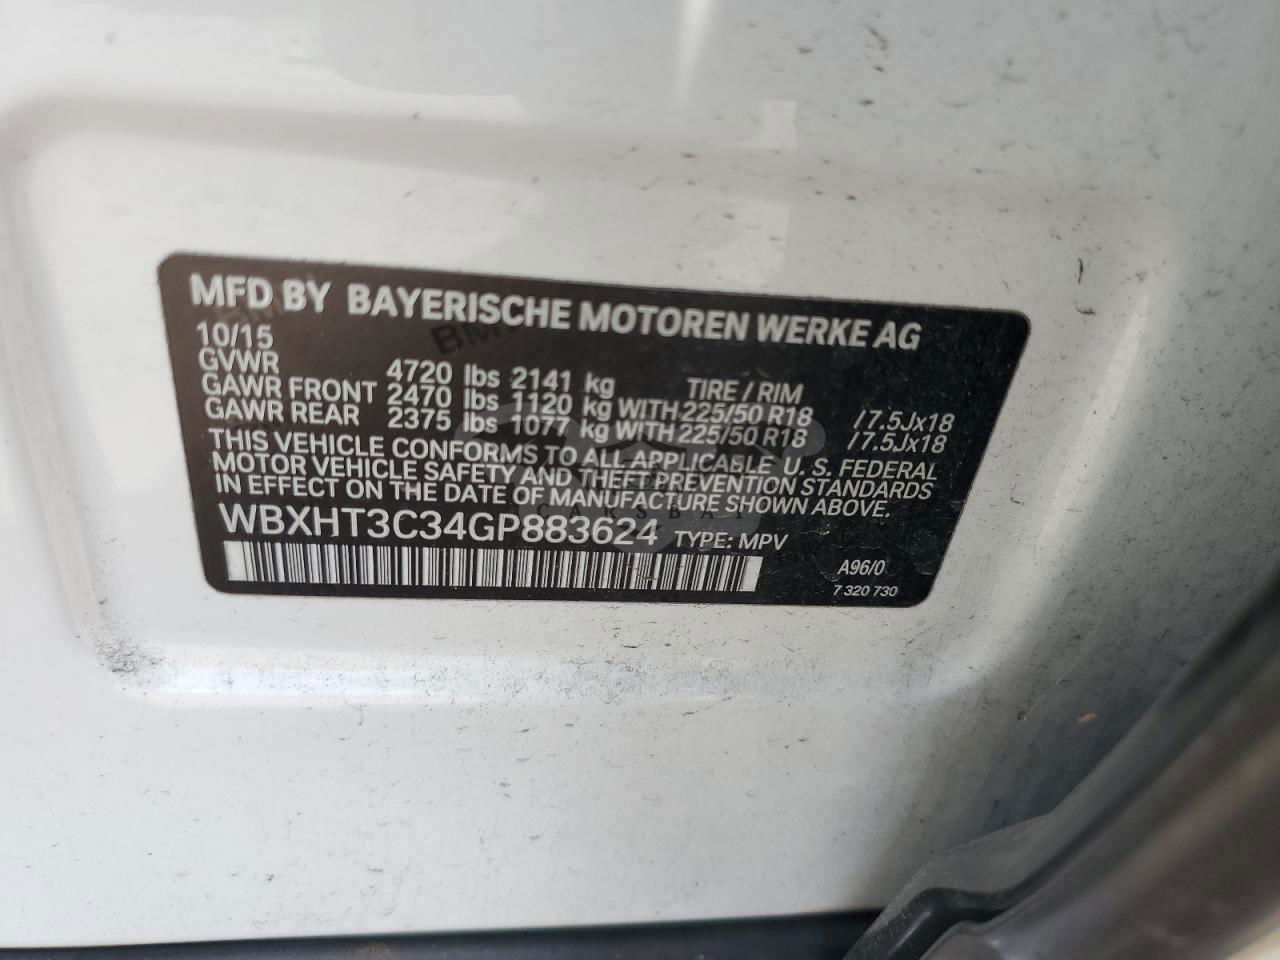 MFD BY BAYERISCHE MOTOREN WERKE AG
10/15
GVWR 4720 lbs 2141 kg TIRE / RIM
GAWR FRONT 2470 lbs 1120 kg WITH 225/50 R18 /7.5Jx18
GAWR REAR 2375 lbs 1077 kg WITH 225/50 R18 /7.5Jx18
THIS VEHICLE CONFORMS TO ALL APPLICABLE U. S. FEDERAL
MOTOR VEHICLE SAFETY AND THEFT PREVENTION STANDARDS
IN EFFECT ON THE DATE OF MANUFACTURE SHOWN ABOVE.
WBXHT3C34GP883624 TYPE: MPV
A96/0
7 320 730